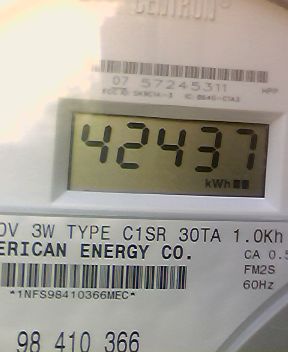 CENTRON®
07 57245311
HPP
42437
kWh
0V 3W TYPE C1SR 30TA 1.0Kh
ERICAN ENERGY CO.
CA 0.5
FM2S
60Hz
*1NFS98410366MEC*
98 410 366